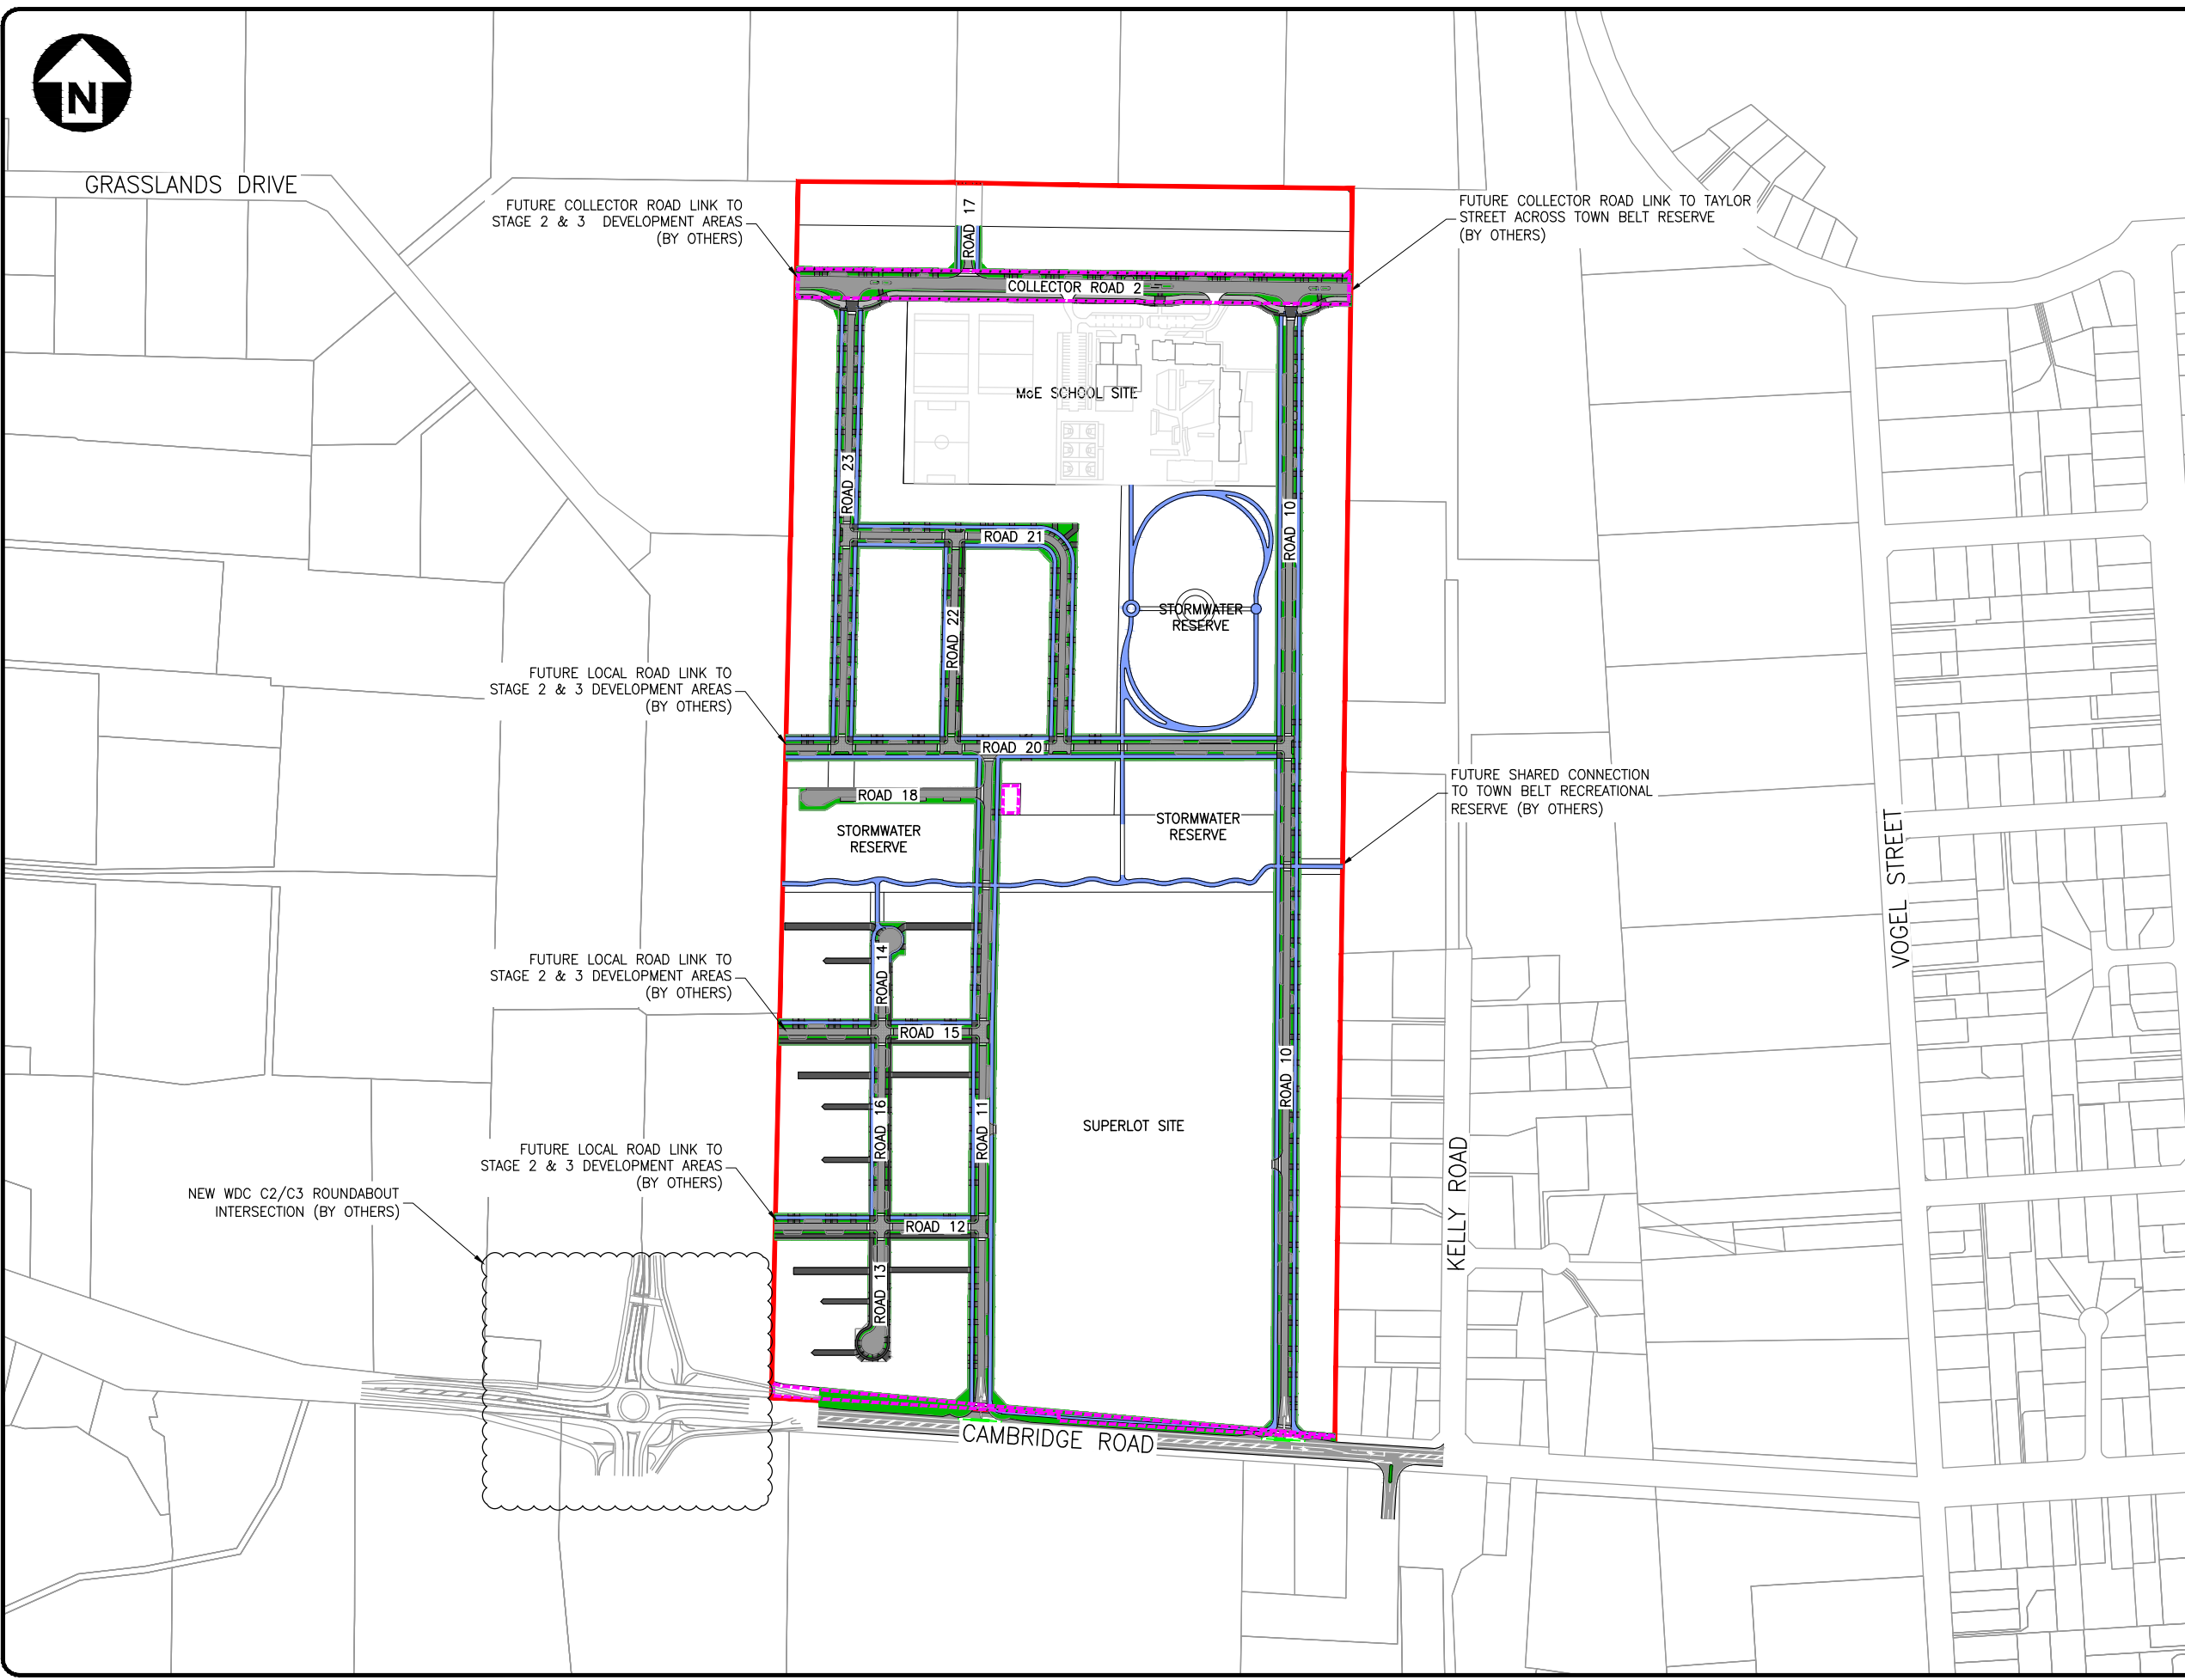 N
GRASSLANDS DRIVE
FUTURE COLLECTOR ROAD LINK TO
STAGE 2 & 3 DEVELOPMENT AREAS
(BY OTHERS)
ROAD 17
FUTURE COLLECTOR ROAD LINK TO TAYLOR
STREET ACROSS TOWN BELT RESERVE
(BY OTHERS)
COLLECTOR ROAD 2
MoE SCHOOL SITE
ROAD 23
ROAD 10
ROAD 21
ROAD 22
STORMWATER
RESERVE
FUTURE LOCAL ROAD LINK TO
STAGE 2 & 3 DEVELOPMENT AREAS
(BY OTHERS)
ROAD 20
ROAD 18
FUTURE SHARED CONNECTION
TO TOWN BELT RECREATIONAL
RESERVE (BY OTHERS)
STORMWATER
RESERVE
STORMWATER
RESERVE
VOGEL STREET
FUTURE LOCAL ROAD LINK TO
STAGE 2 & 3 DEVELOPMENT AREAS
(BY OTHERS)
ROAD 14
ROAD 15
ROAD 10
ROAD 16
ROAD 11
SUPERLOT SITE
FUTURE LOCAL ROAD LINK TO
STAGE 2 & 3 DEVELOPMENT AREAS
(BY OTHERS)
KELLY ROAD
NEW WDC C2/C3 ROUNDABOUT
INTERSECTION (BY OTHERS)
ROAD 12
ROAD 13
CAMBRIDGE ROAD